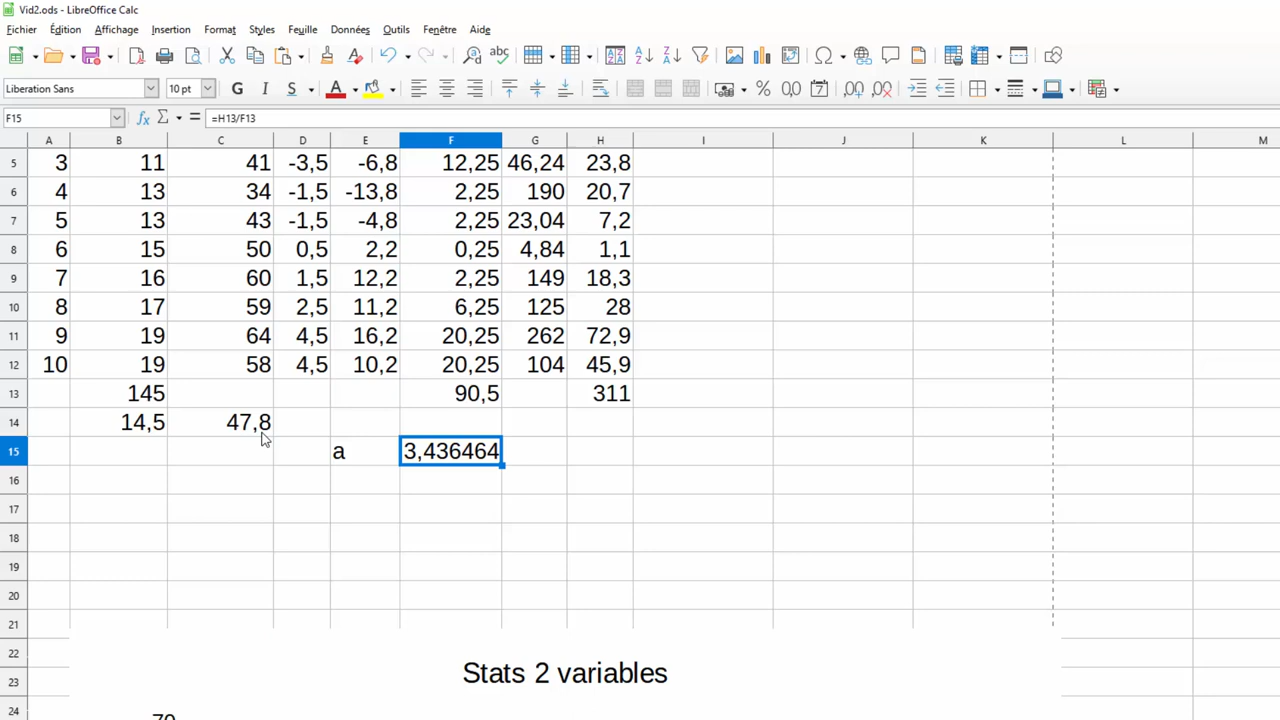 Vid2.ods - LibreOffice Calc
Fichier Édition Affichage Insertion Format Styles Feuille Données Outils Fenêtre Aide
Liberation Sans 10 pt G I S A % 0,0 7 ,00 0,0
F15 fx Σ = =H13/F13
A B C D E F G H I J K L M
5 3 11 41 -3,5 -6,8 12,25 46,24 23,8
6 4 13 34 -1,5 -13,8 2,25 190 20,7
7 5 13 43 -1,5 -4,8 2,25 23,04 7,2
8 6 15 50 0,5 2,2 0,25 4,84 1,1
9 7 16 60 1,5 12,2 2,25 149 18,3
10 8 17 59 2,5 11,2 6,25 125 28
11 9 19 64 4,5 16,2 20,25 262 72,9
12 10 19 58 4,5 10,2 20,25 104 45,9
13 145 90,5 311
14 14,5 47,8
15 a 3,436464
16
17
18
19
20
21
22
23 Stats 2 variables
24 70